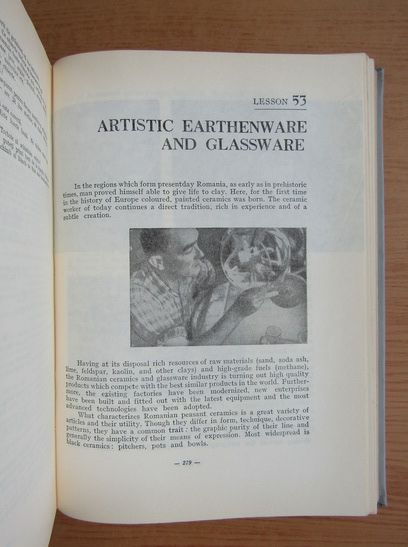 LESSON 53
ARTISTIC EARTHENWARE
AND GLASSWARE
In the regions which form presentday Romania, as early as in prehistoric
times, man proved himself able to give life to clay. Here, for the first time
in the history of Europe coloured, painted ceramics was born. The ceramic
worker of today continues a direct tradition, rich in experience and of a
subtle creation.
Having at its disposal rich resources of raw materials (sand, soda ash,
lime, feldspar, kaolin, and other clays) and high-grade fuels (methane),
the Romanian ceramics and glassware industry is turning out high quality
products which compete with the best similar products in the world. Further-
more, the existing factories have been modernized, new enterprises
have been built and fitted out with the latest equipment and the most
advanced technologies have been adopted.
What characterizes Romanian peasant ceramics is a great variety of
articles and their utility. Though they differ in form, technique, decorative
patterns, they have a common trait: the graphic purity of their line and
generally the simplicity of their means of expression. Most widespread is
black ceramics: pitchers, pots and bowls.
— 219 —